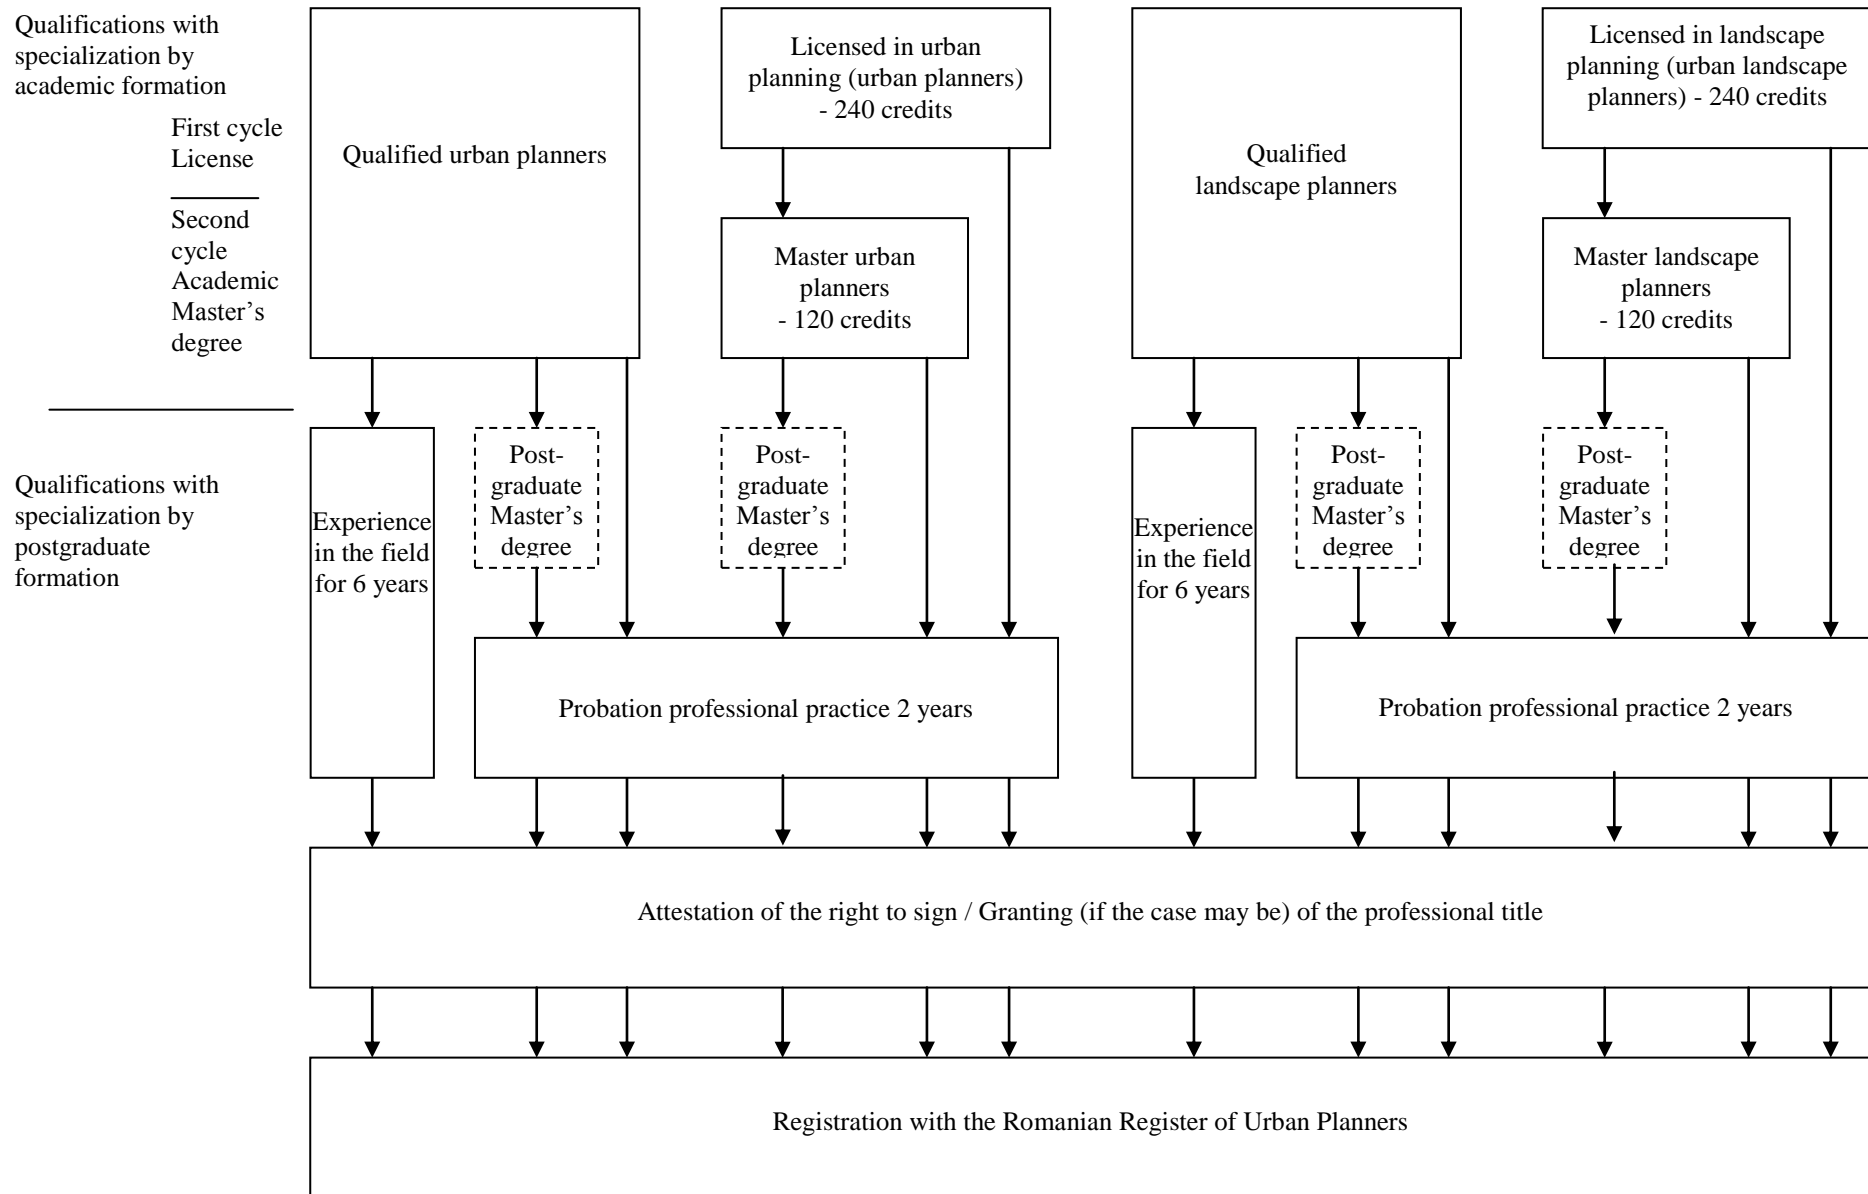 Qualifications with
specialization by
academic formation
First cycle
License
Second
cycle
Academic
Master’s
degree
Qualified urban planners
Licensed in urban
planning (urban planners)
- 240 credits
Qualified
landscape planners
Licensed in landscape
planning (urban landscape
planners) - 240 credits
Master urban
planners
- 120 credits
Master landscape
planners
- 120 credits
Qualifications with
specialization by
postgraduate
formation
Experience
in the field
for 6 years
Post-
graduate
Master’s
degree
Post-
graduate
Master’s
degree
Experience
in the field
for 6 years
Post-
graduate
Master’s
degree
Post-
graduate
Master’s
degree
Probation professional practice 2 years
Probation professional practice 2 years
Attestation of the right to sign / Granting (if the case may be) of the professional title
Registration with the Romanian Register of Urban Planners